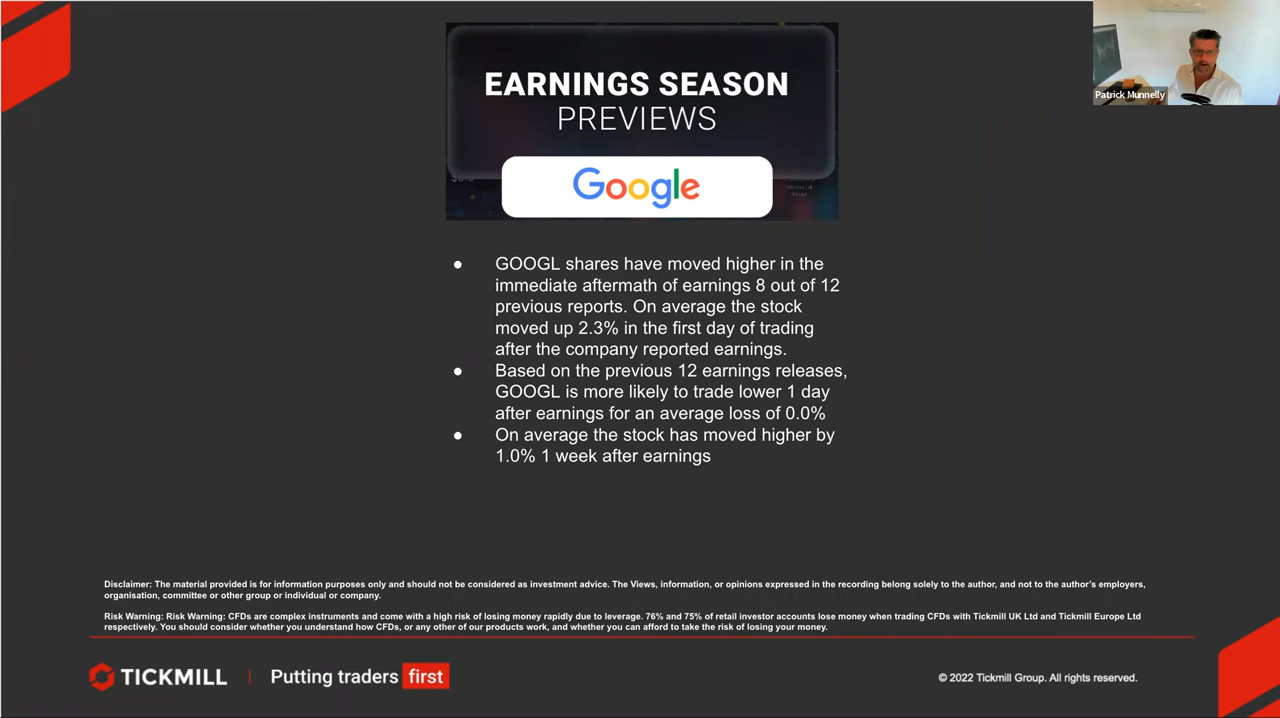 Patrick Munnelly
EARNINGS SEASON
PREVIEWS
Google
● GOOGL shares have moved higher in the
immediate aftermath of earnings 8 out of 12
previous reports. On average the stock
moved up 2.3% in the first day of trading
after the company reported earnings.
● Based on the previous 12 earnings releases,
GOOGL is more likely to trade lower 1 day
after earnings for an average loss of 0.0%
● On average the stock has moved higher by
1.0% 1 week after earnings
Disclaimer: The material provided is for information purposes only and should not be considered as investment advice. The Views, information, or opinions expressed in the recording belong solely to the author, and not to the author's employers,
organisation, committee or other group or individual or company.
Risk Warning: Risk Warning: CFDs are complex instruments and come with a high risk of losing money rapidly due to leverage. 76% and 75% of retail investor accounts lose money when trading CFDs with Tickmill UK Ltd and Tickmill Europe Ltd
respectively. You should consider whether you understand how CFDs, or any other of our products work, and whether you can afford to take the risk of losing your money.
TICKMILL | Putting traders first
© 2022 Tickmill Group. All rights reserved.